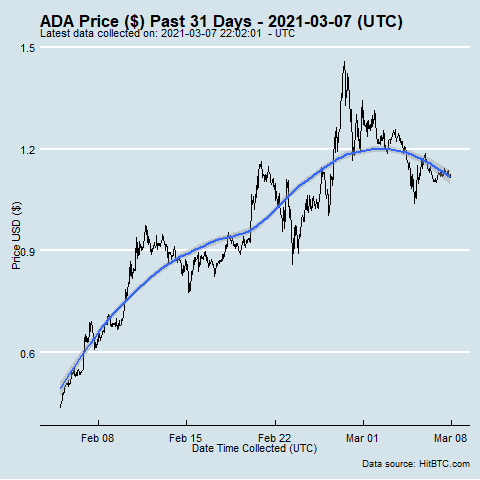 ADA Price ($) Past 31 Days - 2021-03-07 (UTC)
Latest data collected on: 2021-03-07 22:02:01  - UTC
1.5
1.2
0.9
0.6
Price USD ($)
Feb 08
Feb 15
Feb 22
Mar 01
Mar 08
Date Time Collected (UTC)
Data source: HitBTC.com